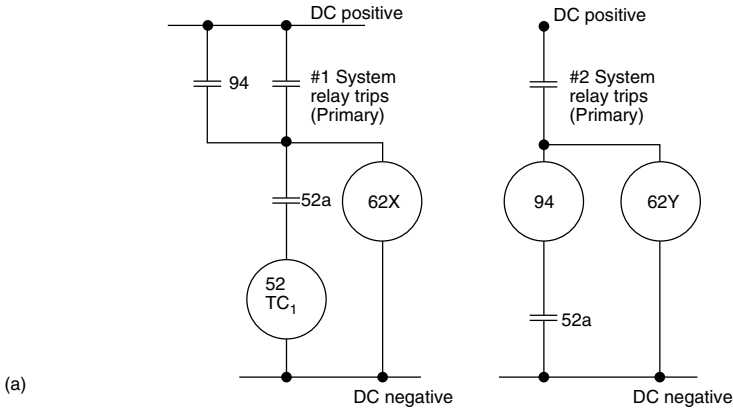 DC positive
94
#1 System
relay trips
(Primary)
52a
62X
52
TC₁
DC negative
DC positive
#2 System
relay trips
(Primary)
94
62Y
52a
DC negative
(a)